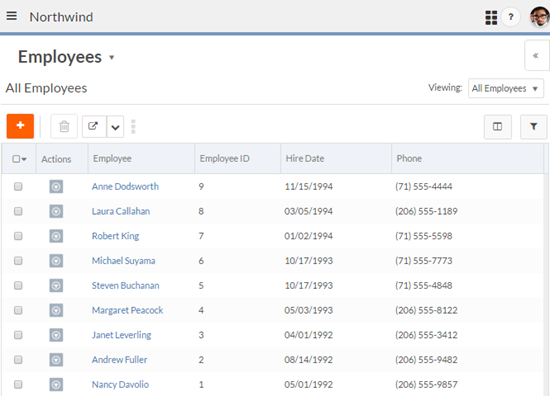 Northwind ?
Employees
All Employees Viewing: All Employees
Actions Employee Employee ID Hire Date Phone
Anne Dodsworth 9 11/15/1994 (71) 555-4444
Laura Callahan 8 03/05/1994 (206) 555-1189
Robert King 7 01/02/1994 (71) 555-5598
Michael Suyama 6 10/17/1993 (71) 555-7773
Steven Buchanan 5 10/17/1993 (71) 555-4848
Margaret Peacock 4 05/03/1993 (206) 555-8122
Janet Leverling 3 04/01/1992 (206) 555-3412
Andrew Fuller 2 08/14/1992 (206) 555-9482
Nancy Davolio 1 05/01/1992 (206) 555-9857